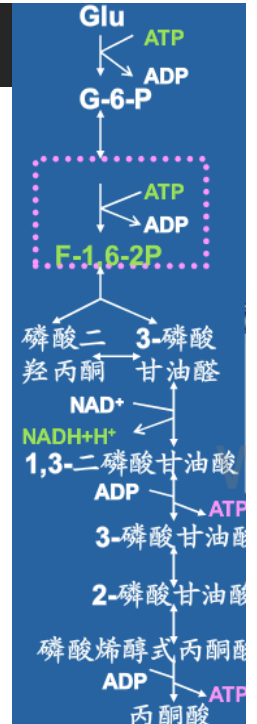 Glu
ATP
ADP
G-6-P
ATP
ADP
F-1,6-2P
磷酸二 3-磷酸
羟丙酮 甘油醛
NAD⁺
NADH+H⁺
1,3-二磷酸甘油酸
ADP
ATP
3-磷酸甘油酸
2-磷酸甘油酸
磷酸烯醇式丙酮酸
ADP
ATP
丙酮酸